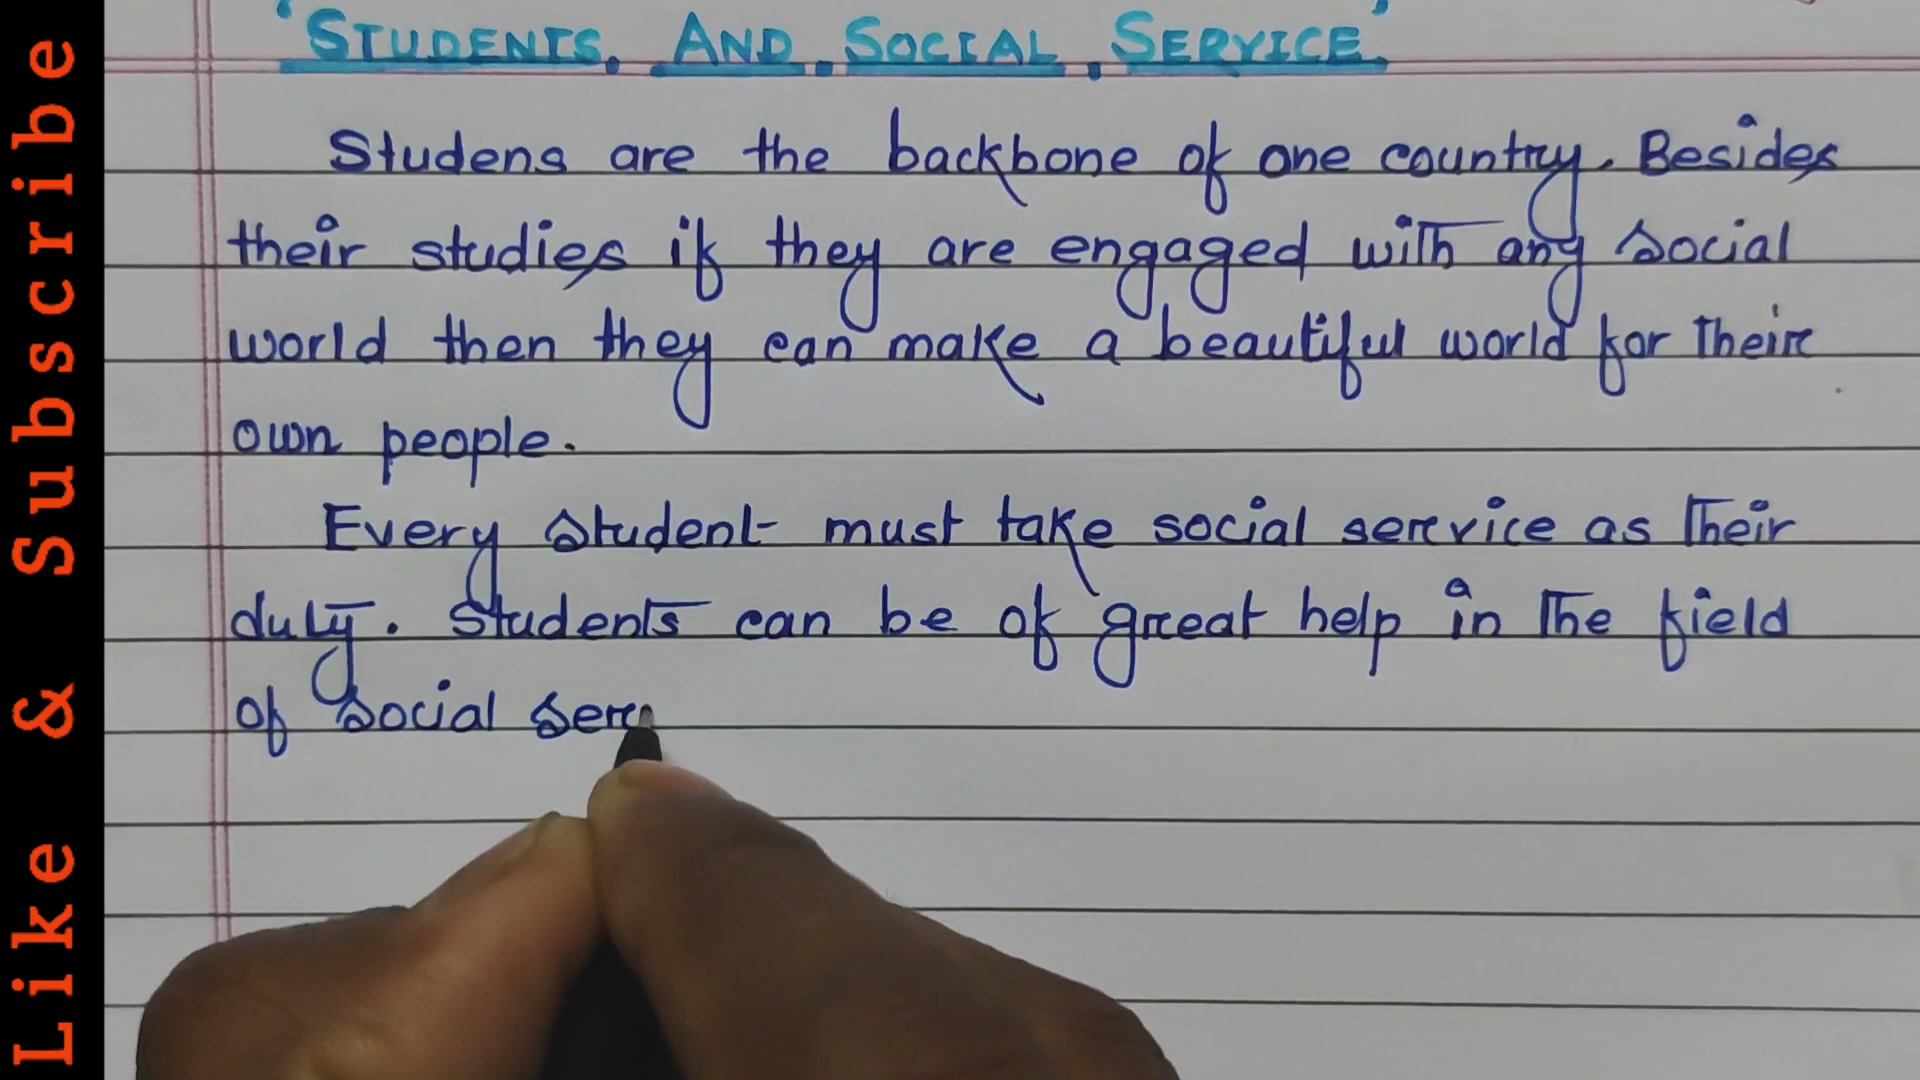 'STUDENTS AND SOCIAL SERVICE'
Studens are the backbone of one country. Besides
their studies if they are engaged with any social
world then they can make a beautiful world for their
own people.
Every student must take social service as their
duty. Students can be of great help in the field
of social ser
Like & Subscribe